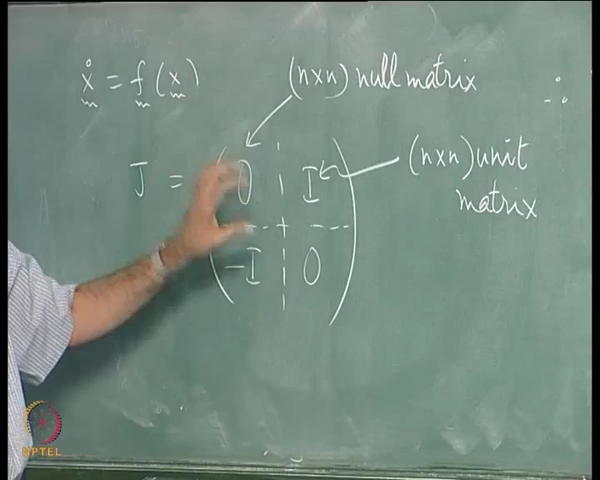 ẋ = f(x)
(n×n) null matrix
J = ( 0 I
-I 0 )
(n×n) unit
matrix
NPTEL